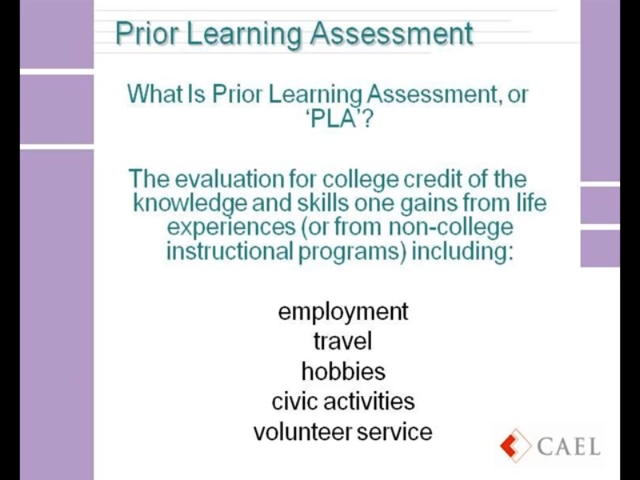 Prior Learning Assessment
What Is Prior Learning Assessment, or
‘PLA’?
The evaluation for college credit of the
knowledge and skills one gains from life
experiences (or from non-college
instructional programs) including:
employment
travel
hobbies
civic activities
volunteer service
CAEL